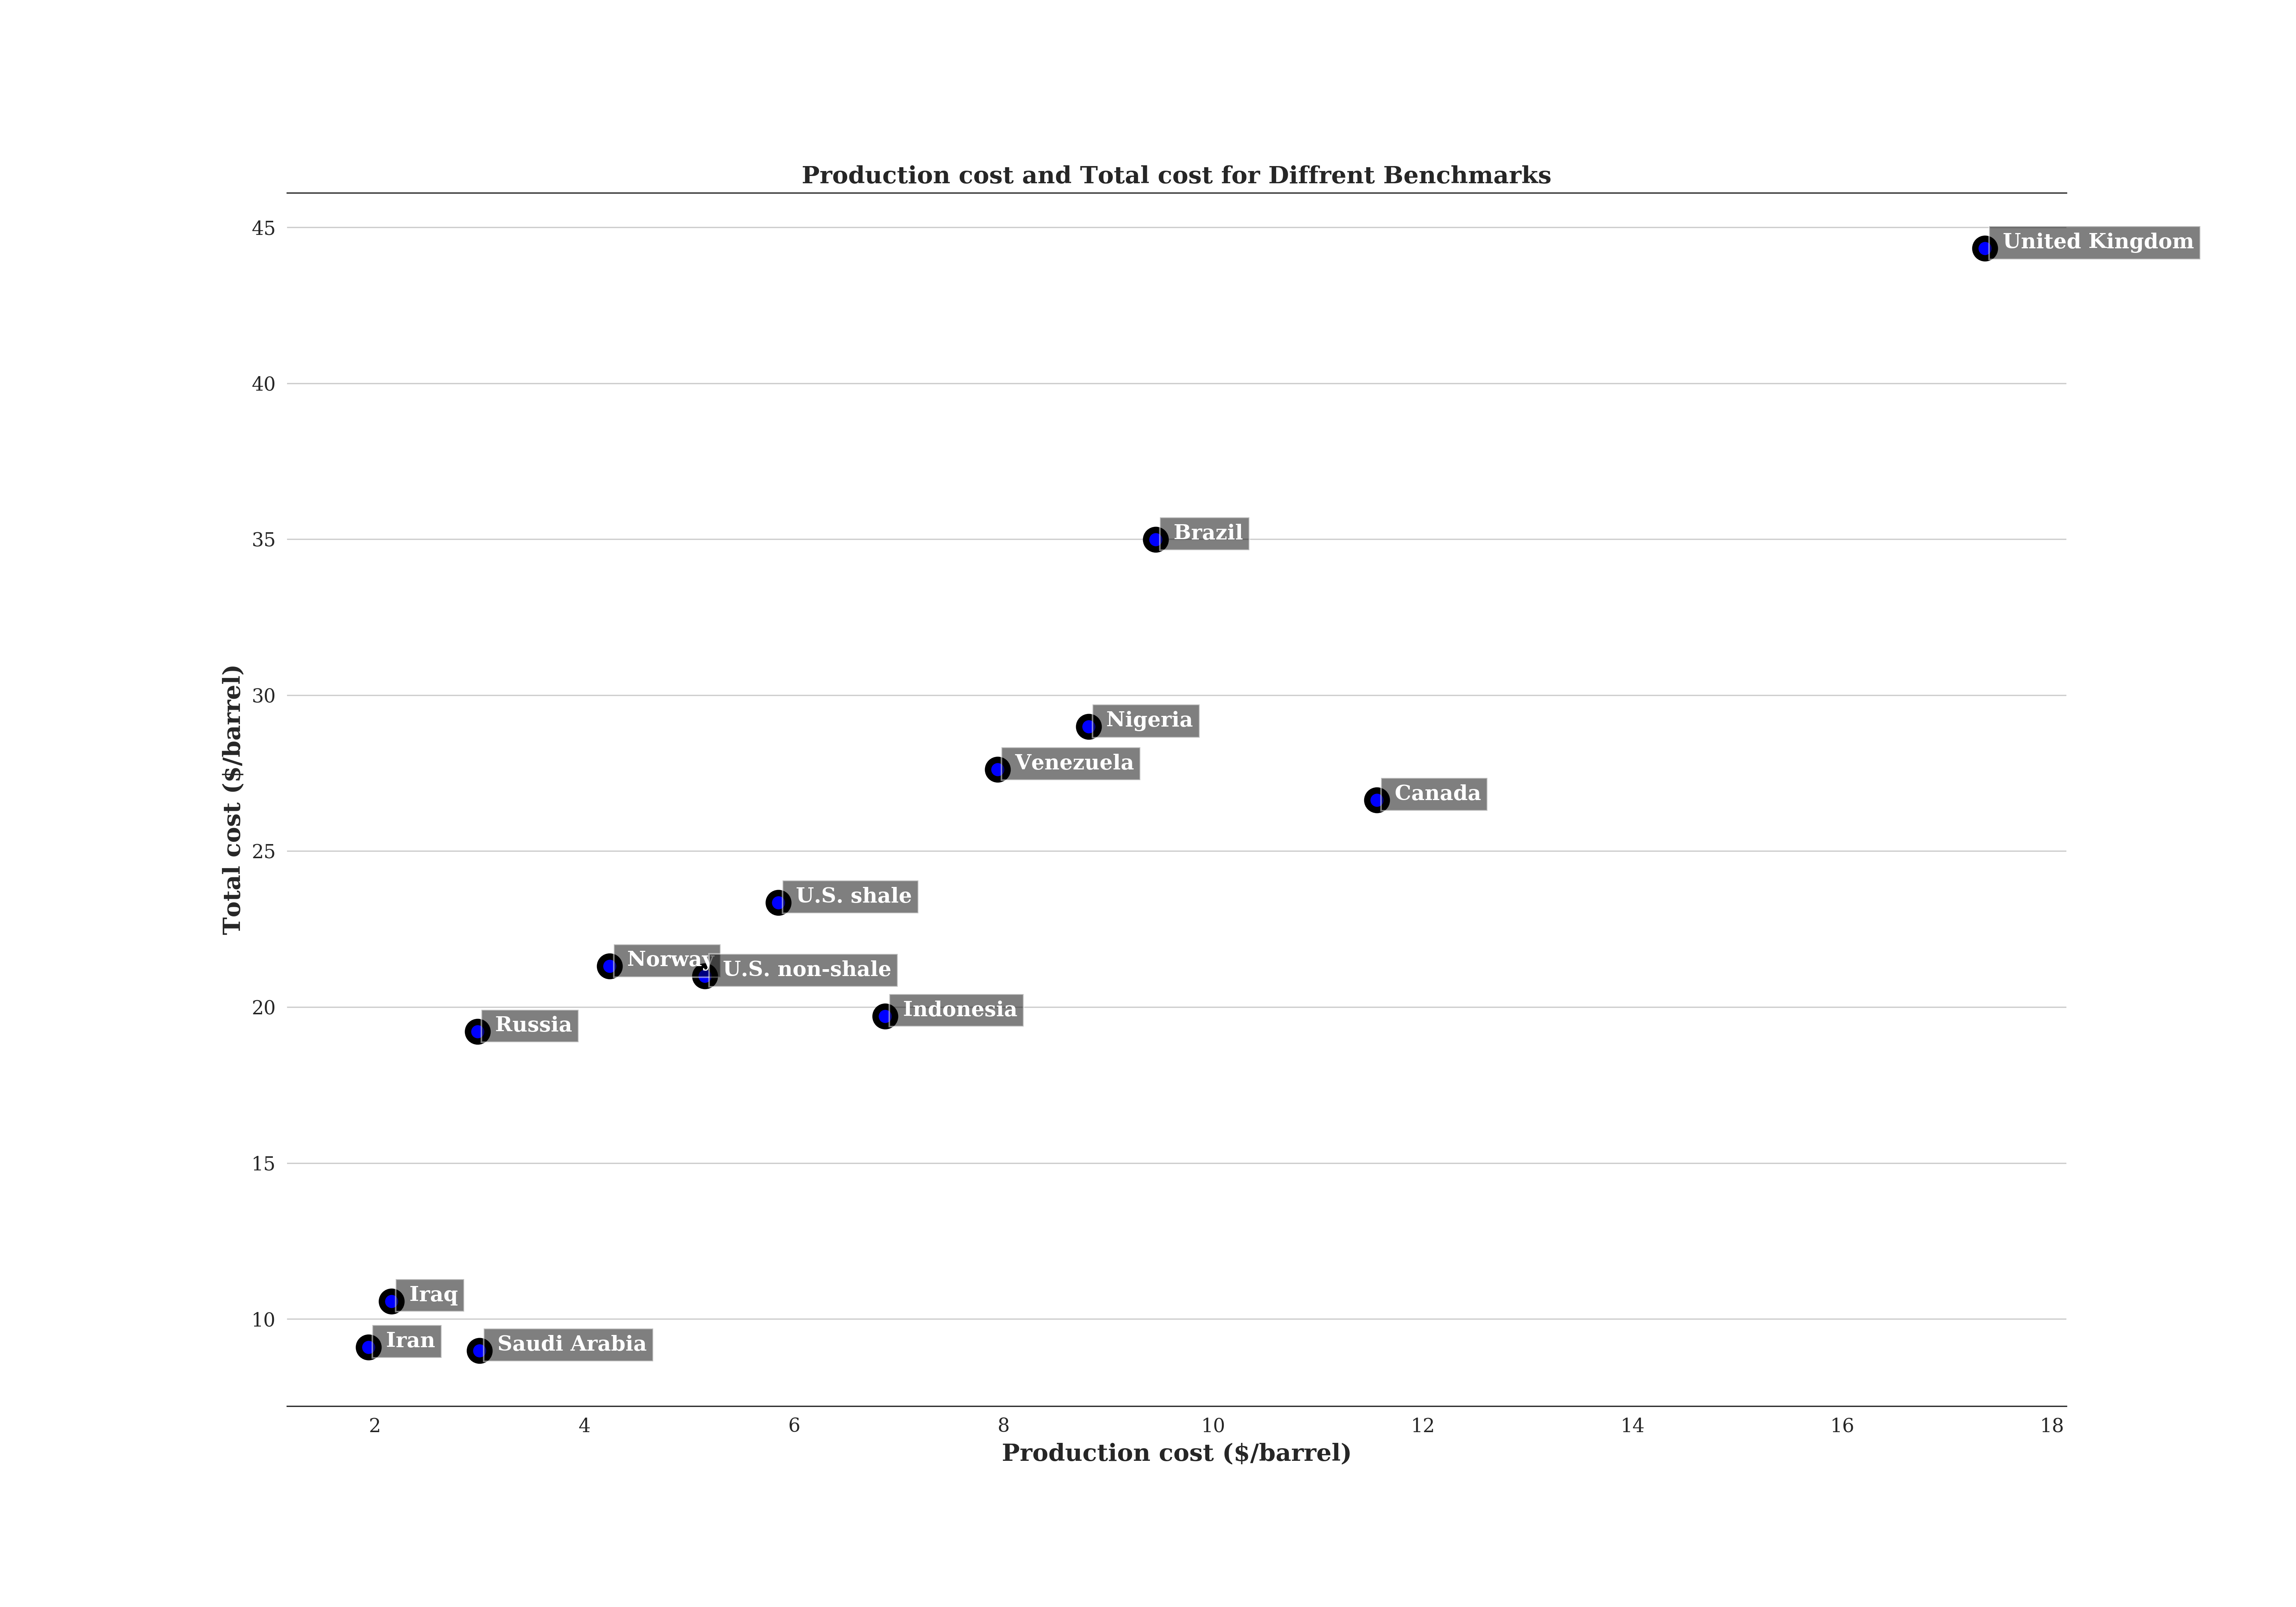 Production cost and Total cost for Diffrent Benchmarks
45
United Kingdom
40
35
Brazil
30
Nigeria
Venezuela
Canada
25
U.S. shale
Norway
U.S. non-shale
20
Indonesia
Russia
15
Iraq
10
Iran
Saudi Arabia
Total cost ($/barrel)
2 4 6 8 10 12 14 16 18
Production cost ($/barrel)